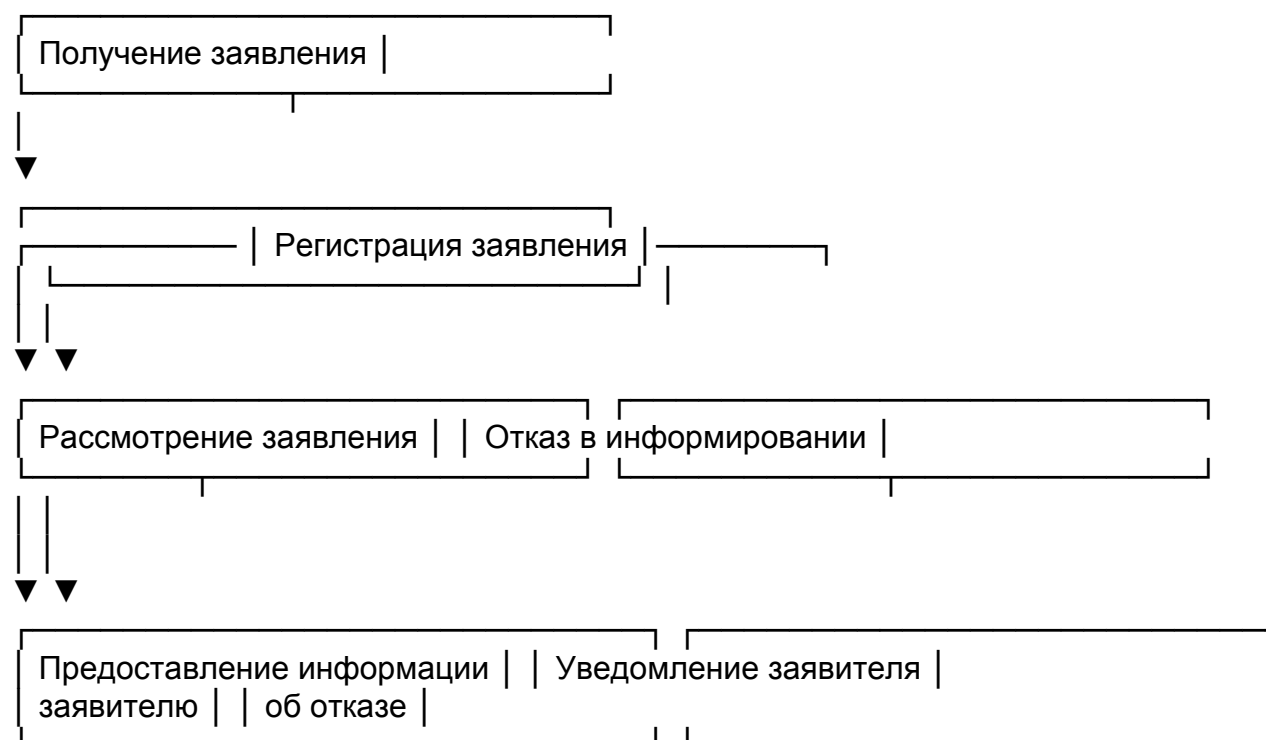 Получение заявления
Регистрация заявления
Рассмотрение заявления Отказ в информировании
Предоставление информации Уведомление заявителя
заявителю об отказе